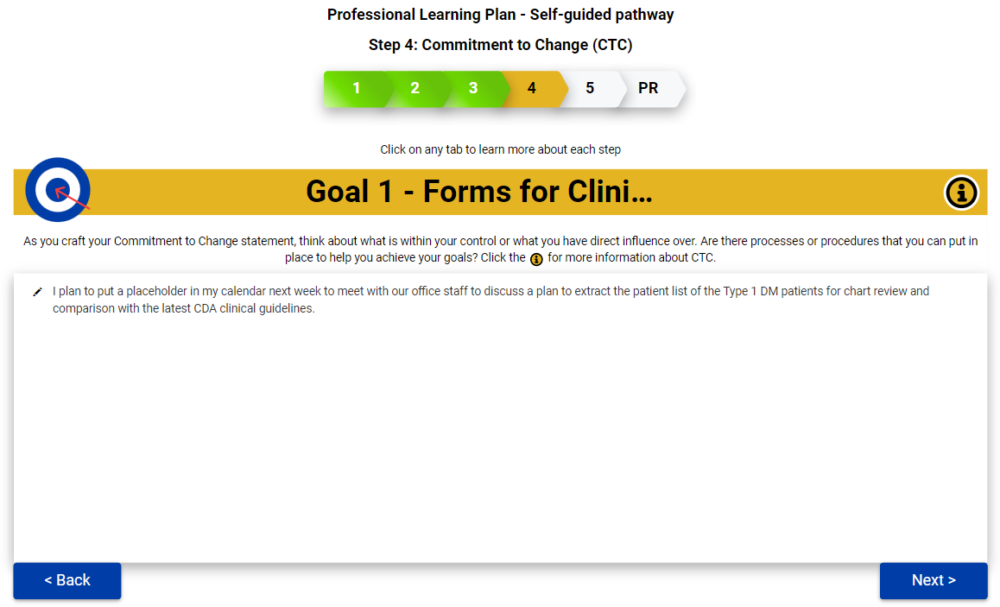 Professional Learning Plan - Self-guided pathway
Step 4: Commitment to Change (CTC)
1 2 3 4 5 PR
Click on any tab to learn more about each step
Goal 1 - Forms for Clini...
As you craft your Commitment to Change statement, think about what is within your control or what you have direct influence over. Are there processes or procedures that you can put in
place to help you achieve your goals? Click the i for more information about CTC.
I plan to put a placeholder in my calendar next week to meet with our office staff to discuss a plan to extract the patient list of the Type 1 DM patients for chart review and
comparison with the latest CDA clinical guidelines.
< Back
Next >